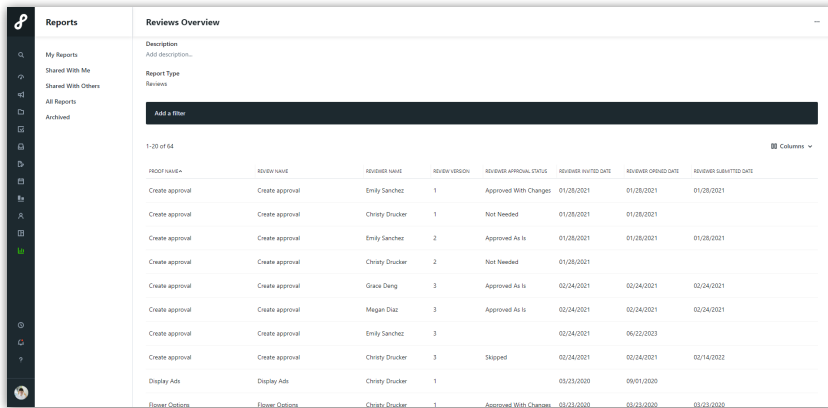 Reports
Reviews Overview
My Reports
Shared With Me
Shared With Others
All Reports
Archived
Description
Add description...
Report Type
Reviews
Add a filter
1-20 of 64
Columns
PROOF NAME REVIEW NAME REVIEWER NAME REVIEW VERSION REVIEWER APPROVAL STATUS REVIEWER INVITED DATE REVIEWER OPENED DATE REVIEWER SUBMITTED DATE
Create approval Create approval Emily Sanchez 1 Approved With Changes 01/28/2021 01/28/2021 01/28/2021
Create approval Create approval Christy Drucker 1 Not Needed 01/28/2021 01/28/2021
Create approval Create approval Emily Sanchez 2 Approved As Is 01/28/2021 01/28/2021 01/28/2021
Create approval Create approval Christy Drucker 2 Not Needed 01/28/2021
Create approval Create approval Grace Deng 3 Approved As Is 02/24/2021 02/24/2021 02/24/2021
Create approval Create approval Megan Diaz 3 Approved As Is 02/24/2021 02/24/2021 02/24/2021
Create approval Create approval Emily Sanchez 3 02/24/2021 06/22/2023
Create approval Create approval Christy Drucker 3 Skipped 02/24/2021 02/24/2021 02/14/2022
Display Ads Display Ads Christy Drucker 1 03/23/2020 09/01/2020
Flower Options Flower Options Christy Drucker 1 Approved With Changes 03/23/2020 03/23/2020 03/23/2020